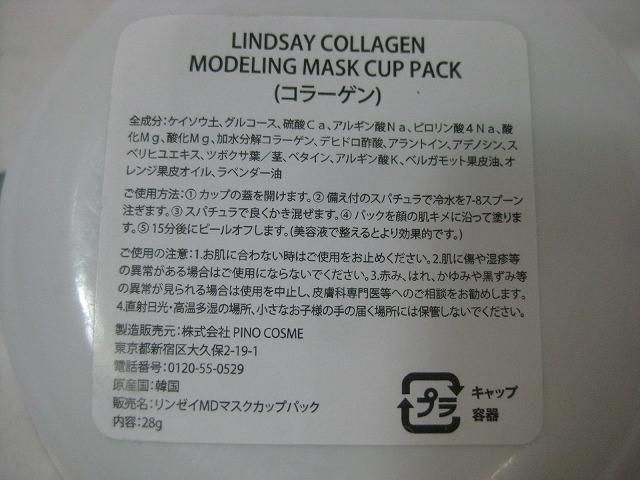 LINDSAY COLLAGEN
MODELING MASK CUP PACK
(コラーゲン)
全成分:ケイソウ土、グルコース、硫酸Ca、アルギン酸Na、ピロリン酸4Na、酸
化Mg、酸化Mg、加水分解コラーゲン、デヒドロ酢酸、アラントイン、アデノシン、ス
ベリヒユエキス、ツボクサ葉/茎、ベタイン、アルギン酸K、ベルガモット果皮油、オ
レンジ果皮オイル、ラベンダー油
ご使用方法:① カップの蓋を開けます。② 備え付のスパチュラで冷水を7-8スプーン
注ぎます。③ スパチュラで良くかき混ぜます。④ パックを顔の肌キメに沿って塗りま
す。⑤ 15分後にピールオフします。(美容液で整えるとより効果的です。)
ご使用の注意:1.お肌に合わない時はご使用をお止めください。2.肌に傷や湿疹等
の異常がある場合はご使用にならないでください。3.赤み、はれ、かゆみや黒ずみ等
の異常が見られる場合は使用を中止し、皮膚科専門医等へのご相談をお勧めします。
4.直射日光・高温多湿の場所、小さなお子様の手の届く場所には保管しないでください。
製造販売元:株式会社 PINO COSME
東京都新宿区大久保2-19-1
電話番号:0120-55-0529
原産国:韓国
販売名:リンゼイMDマスクカップパック
内容:28g
プラ
キャップ
容器